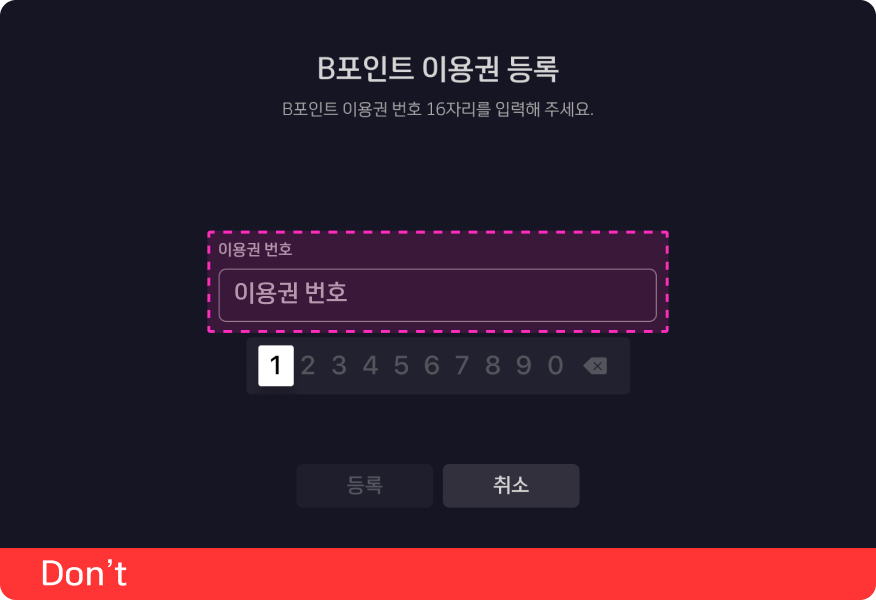 B포인트 이용권 등록
B포인트 이용권 번호 16자리를 입력해 주세요.
이용권 번호
이용권 번호
1 2 3 4 5 6 7 8 9 0
등록 취소
Don’t